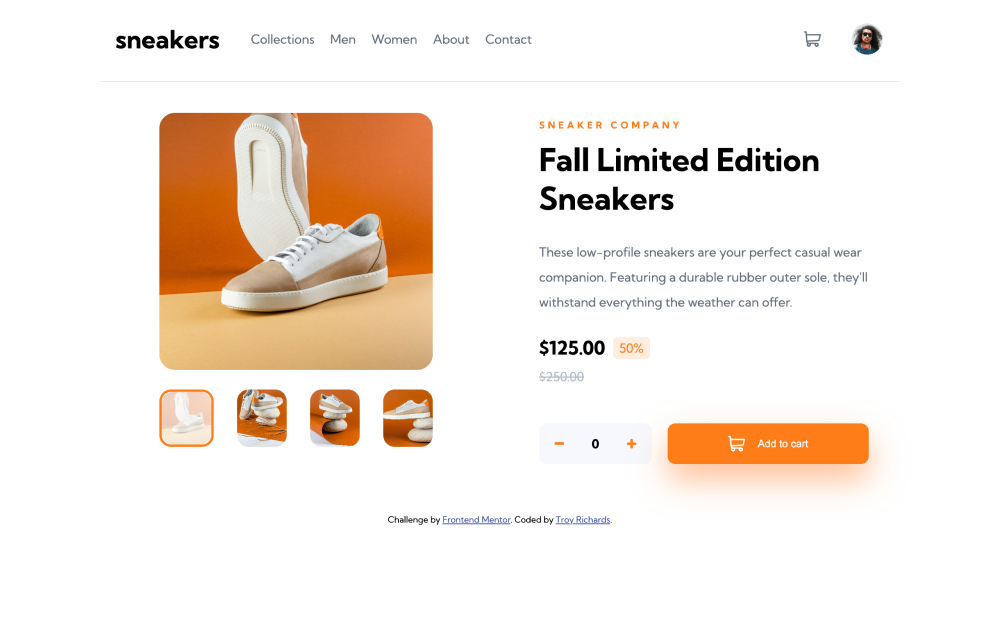 sneakers
Collections Men Women About Contact
SNEAKER COMPANY
Fall Limited Edition
Sneakers
These low-profile sneakers are your perfect casual wear
companion. Featuring a durable rubber outer sole, they'll
withstand everything the weather can offer.
$125.00 50%
$250.00
0
Add to cart
Challenge by Frontend Mentor. Coded by Troy Richards.